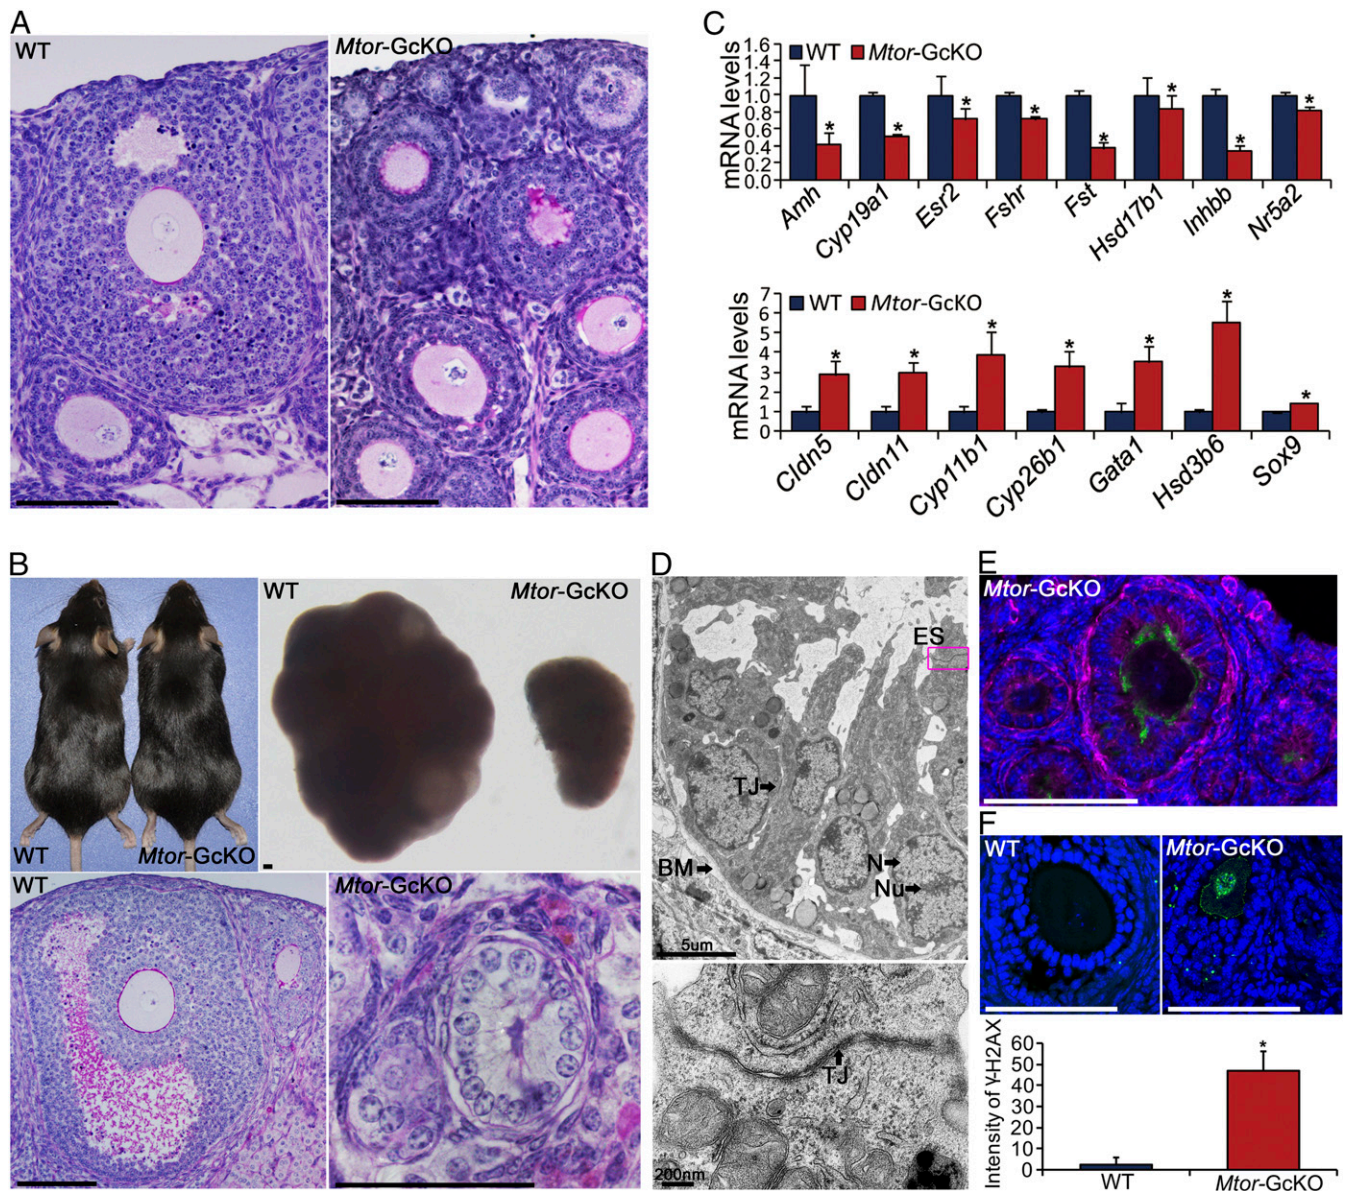 A
WT
Mtor-GcKO
C
mRNA levels
1.6
1.4
1.2
1.0
0.8
0.6
0.4
0.2
0.0
WT
Mtor-GcKO
*
*
*
*
*
*
*
*
Amh
Cyp19a1
Esr2
Fshr
Fst
Hsd17b1
Inhbb
Nr5a2
mRNA levels
7
6
5
4
3
2
1
0
WT
Mtor-GcKO
*
*
*
*
*
*
*
Cldn5
Cldn11
Cyp11b1
Cyp26b1
Gata1
Hsd3b6
Sox9
B
WT
Mtor-GcKO
WT
Mtor-GcKO
WT
Mtor-GcKO
D
ES
TJ
BM
N
Nu
5um
TJ
200nm
E
Mtor-GcKO
F
WT
Mtor-GcKO
Intensity of γ-H2AX
60
50
40
30
20
10
0
*
WT
Mtor-GcKO